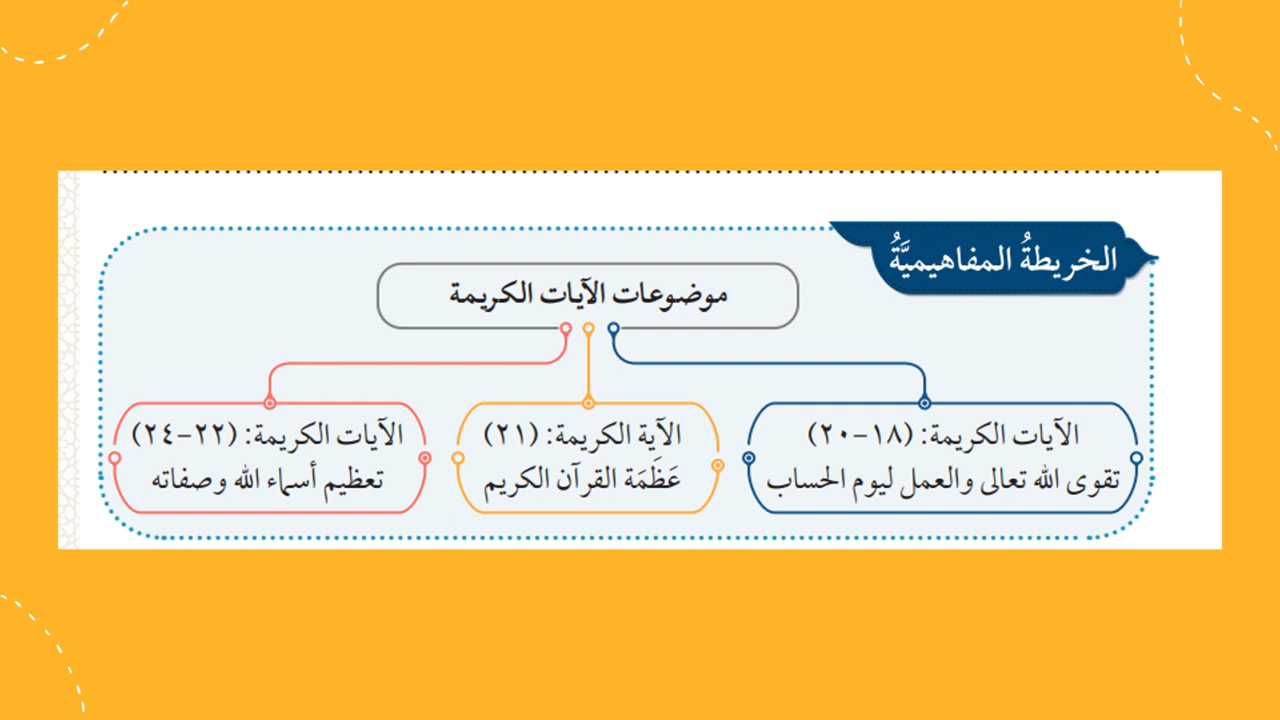 الخريطةُ المفاهيميَّةُ
موضوعات الآيات الكريمة
الآيات الكريمة: (١٨-٢٠)
تقوى الله تعالى والعمل ليوم الحساب
الآية الكريمة: (٢١)
عَظَمَة القرآن الكريم
الآيات الكريمة: (٢٢-٢٤)
تعظيم أسماء الله وصفاته